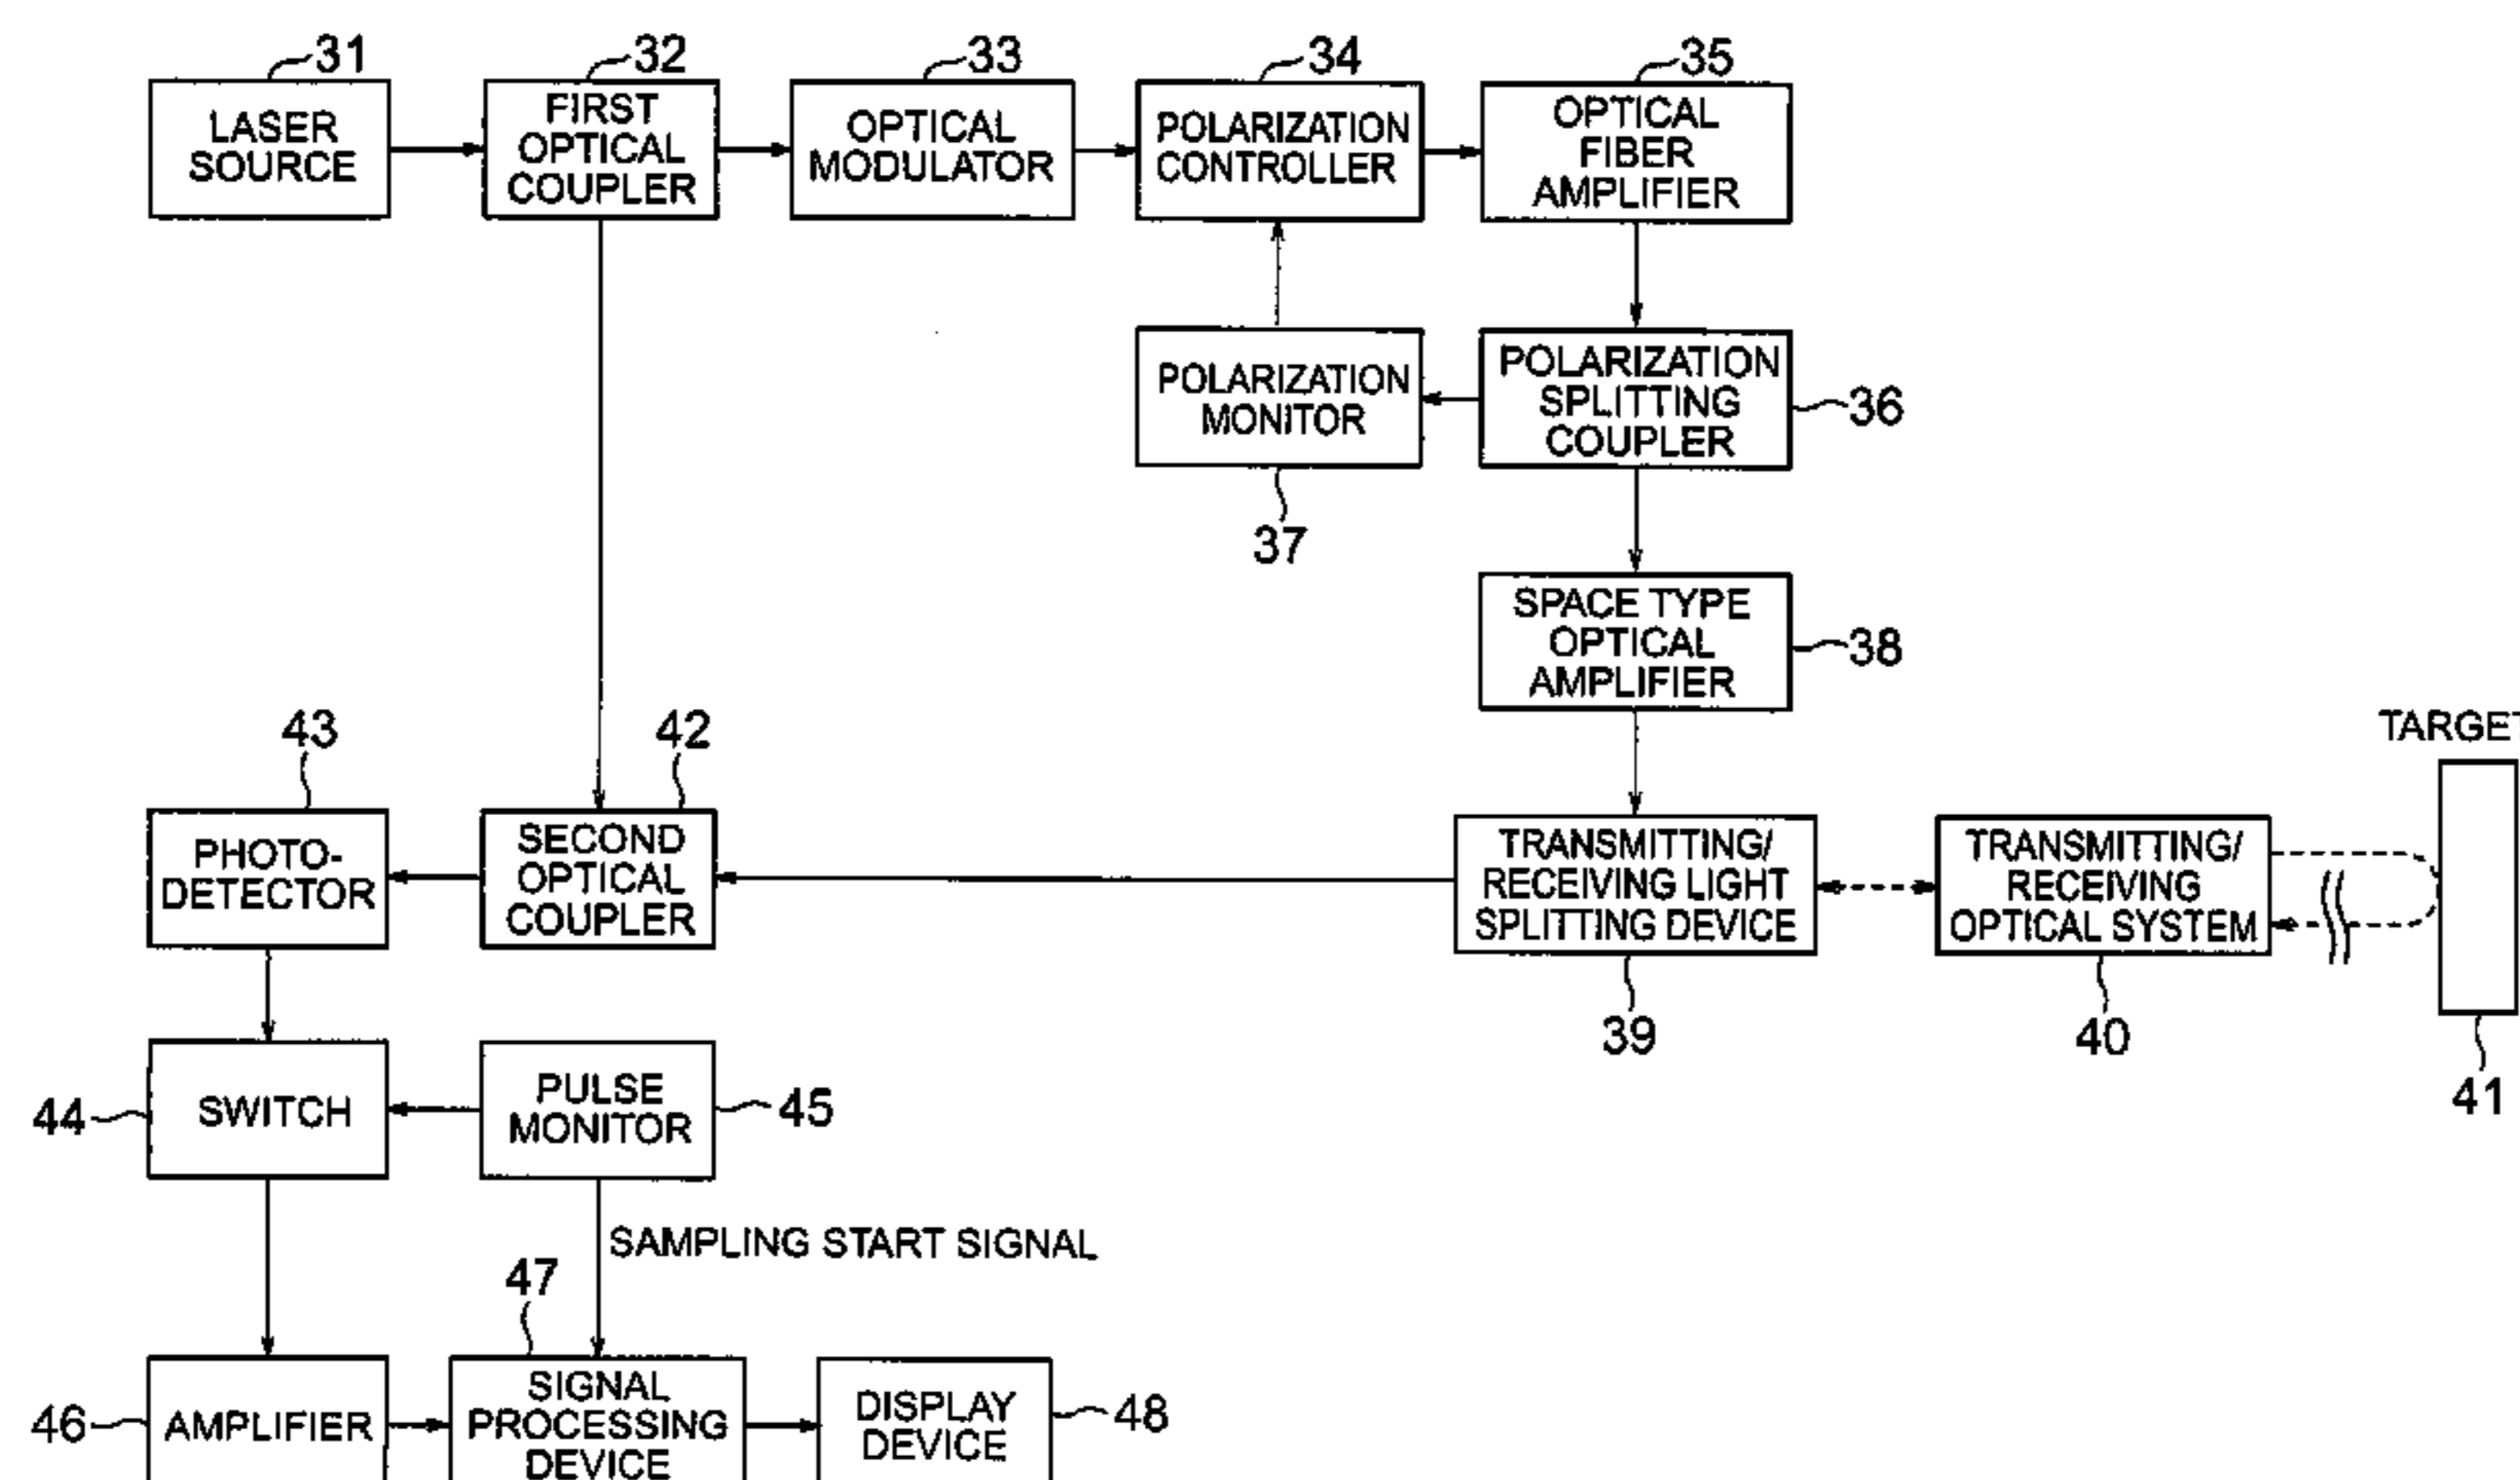 31
32
33
34
35
LASER
SOURCE
FIRST
OPTICAL
COUPLER
OPTICAL
MODULATOR
POLARIZATION
CONTROLLER
OPTICAL
FIBER
AMPLIFIER
POLARIZATION
MONITOR
37
POLARIZATION
SPLITTING
COUPLER
36
SPACE TYPE
OPTICAL
AMPLIFIER
38
43
42
TARGET
PHOTO-
DETECTOR
SECOND
OPTICAL
COUPLER
TRANSMITTING/
RECEIVING LIGHT
SPLITTING DEVICE
39
TRANSMITTING/
RECEIVING
OPTICAL SYSTEM
40
41
44
SWITCH
PULSE
MONITOR
45
SAMPLING START SIGNAL
47
46
AMPLIFIER
SIGNAL
PROCESSING
DEVICE
DISPLAY
DEVICE
48